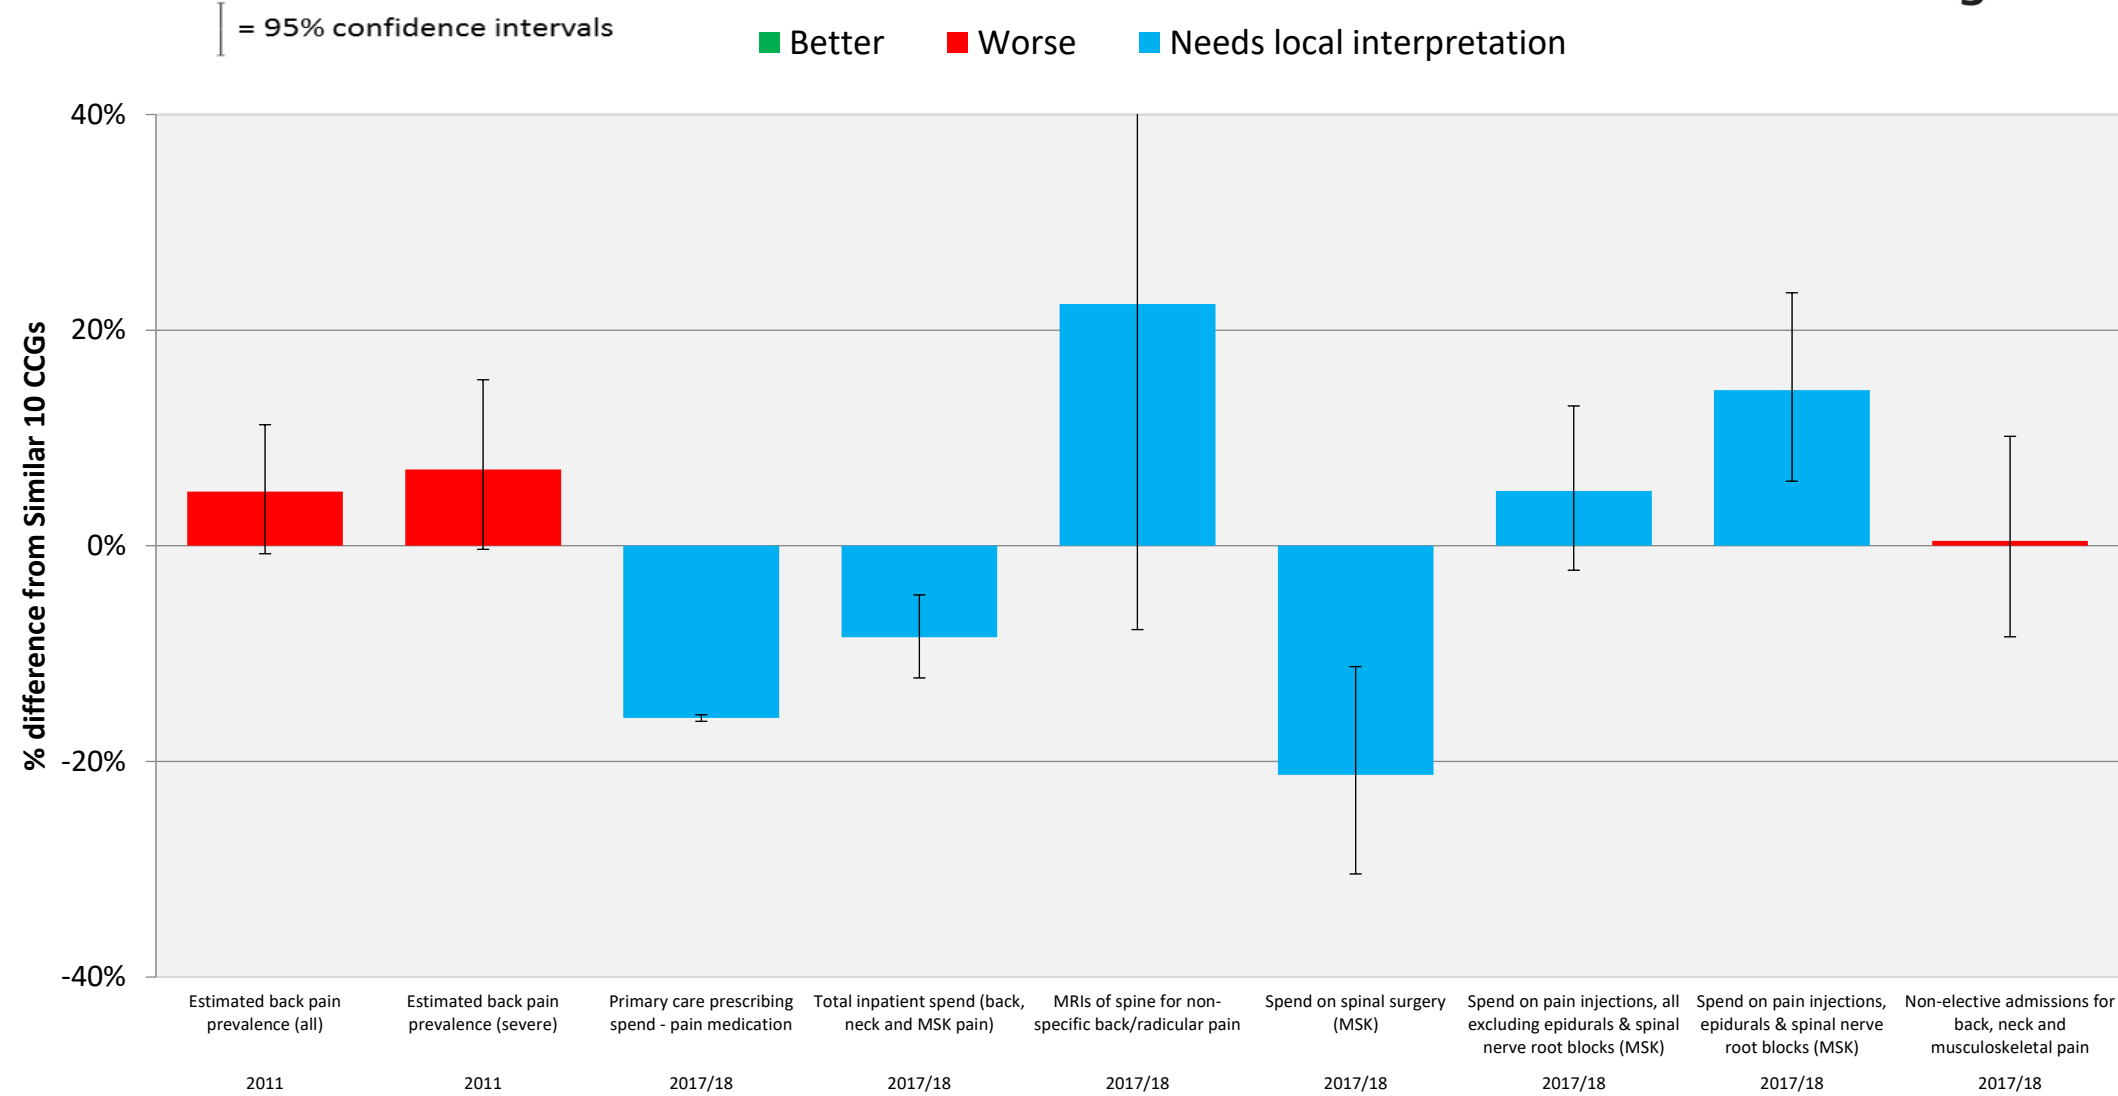 = 95% confidence intervals
Better Worse Needs local interpretation
% difference from Similar 10 CCGs
40%
20%
0%
-20%
-40%
Estimated back pain
prevalence (all)
2011
Estimated back pain
prevalence (severe)
2011
Primary care prescribing
spend - pain medication
2017/18
Total inpatient spend (back,
neck and MSK pain)
2017/18
MRIs of spine for non-
specific back/radicular pain
2017/18
Spend on spinal surgery
(MSK)
2017/18
Spend on pain injections, all
excluding epidurals & spinal
nerve root blocks (MSK)
2017/18
Spend on pain injections,
epidurals & spinal nerve
root blocks (MSK)
2017/18
Non-elective admissions for
back, neck and
musculoskeletal pain
2017/18